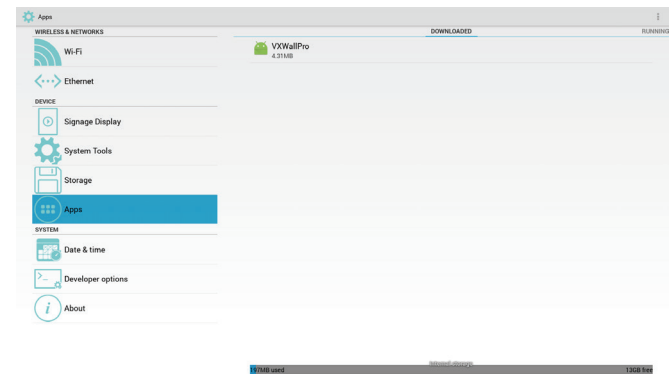 Apps
WIRELESS & NETWORKS
Wi-Fi
Ethernet
DEVICE
Signage Display
System Tools
Storage
Apps
SYSTEM
Date & time
Developer options
About
DOWNLOADED
RUNNING
VXWallPro
4.31MB
197MB used
13GB free